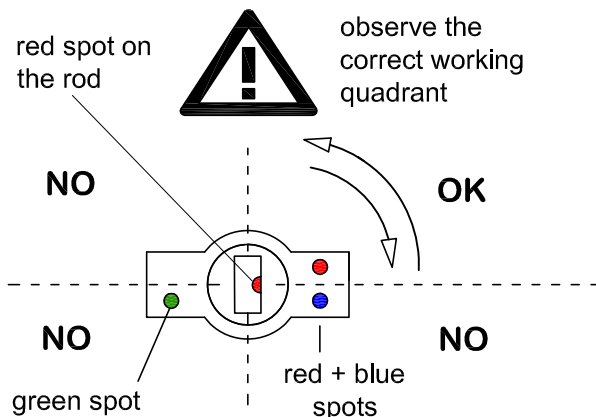 red spot on
the rod
!
observe the
correct working
quadrant
NO
OK
NO
NO
green spot
red + blue
spots